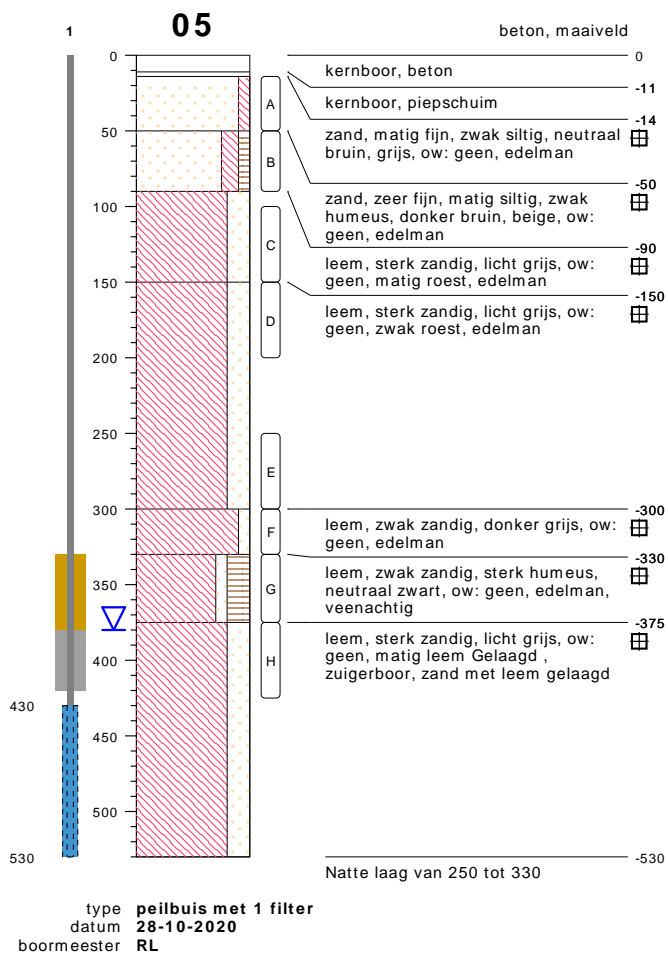 1
05
beton, maaiveld
0
0
kernboor, beton
-11
kernboor, piepschuim
-14
A
zand, matig fijn, zwak siltig, neutraal
bruin, grijs, ow: geen, edelman
50
-50
B
zand, zeer fijn, matig siltig, zwak
humeus, donker bruin, beige, ow:
geen, edelman
100
-90
C
leem, sterk zandig, licht grijs, ow:
geen, matig roest, edelman
150
-150
D
leem, sterk zandig, licht grijs, ow:
geen, zwak roest, edelman
200
250
E
300
-300
F
leem, zwak zandig, donker grijs, ow:
geen, edelman
-330
350
G
leem, zwak zandig, sterk humeus,
neutraal zwart, ow: geen, edelman,
veenachtig
-375
400
H
leem, sterk zandig, licht grijs, ow:
geen, matig leem Gelaagd ,
zuigerboor, zand met leem gelaagd
430
450
500
530
-530
Natte laag van 250 tot 330
type peilbuis met 1 filter
datum 28-10-2020
boormeester RL